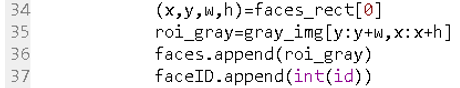 34 (x,y,w,h)=faces_rect[0]
35 roi_gray=gray_img[y:y+w,x:x+h]
36 faces.append(roi_gray)
37 faceID.append(int(id))